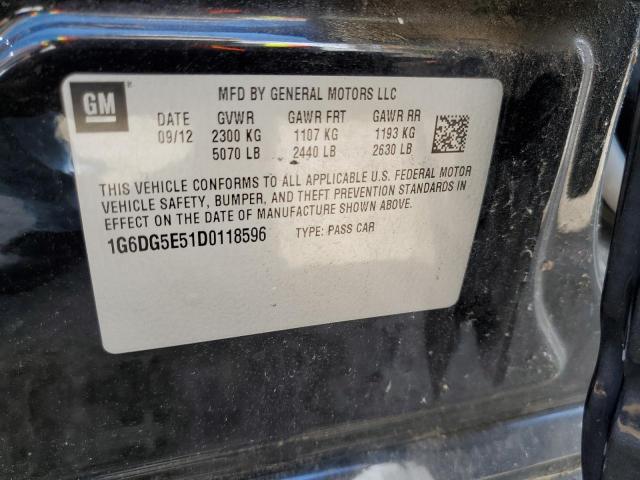 GM
MFD BY GENERAL MOTORS LLC
DATE GVWR GAWR FRT GAWR RR
09/12 2300 KG 1107 KG 1193 KG
5070 LB 2440 LB 2630 LB
THIS VEHICLE CONFORMS TO ALL APPLICABLE U.S. FEDERAL MOTOR
VEHICLE SAFETY, BUMPER, AND THEFT PREVENTION STANDARDS IN
EFFECT ON THE DATE OF MANUFACTURE SHOWN ABOVE.
1G6DG5E51D0118596 TYPE: PASS CAR